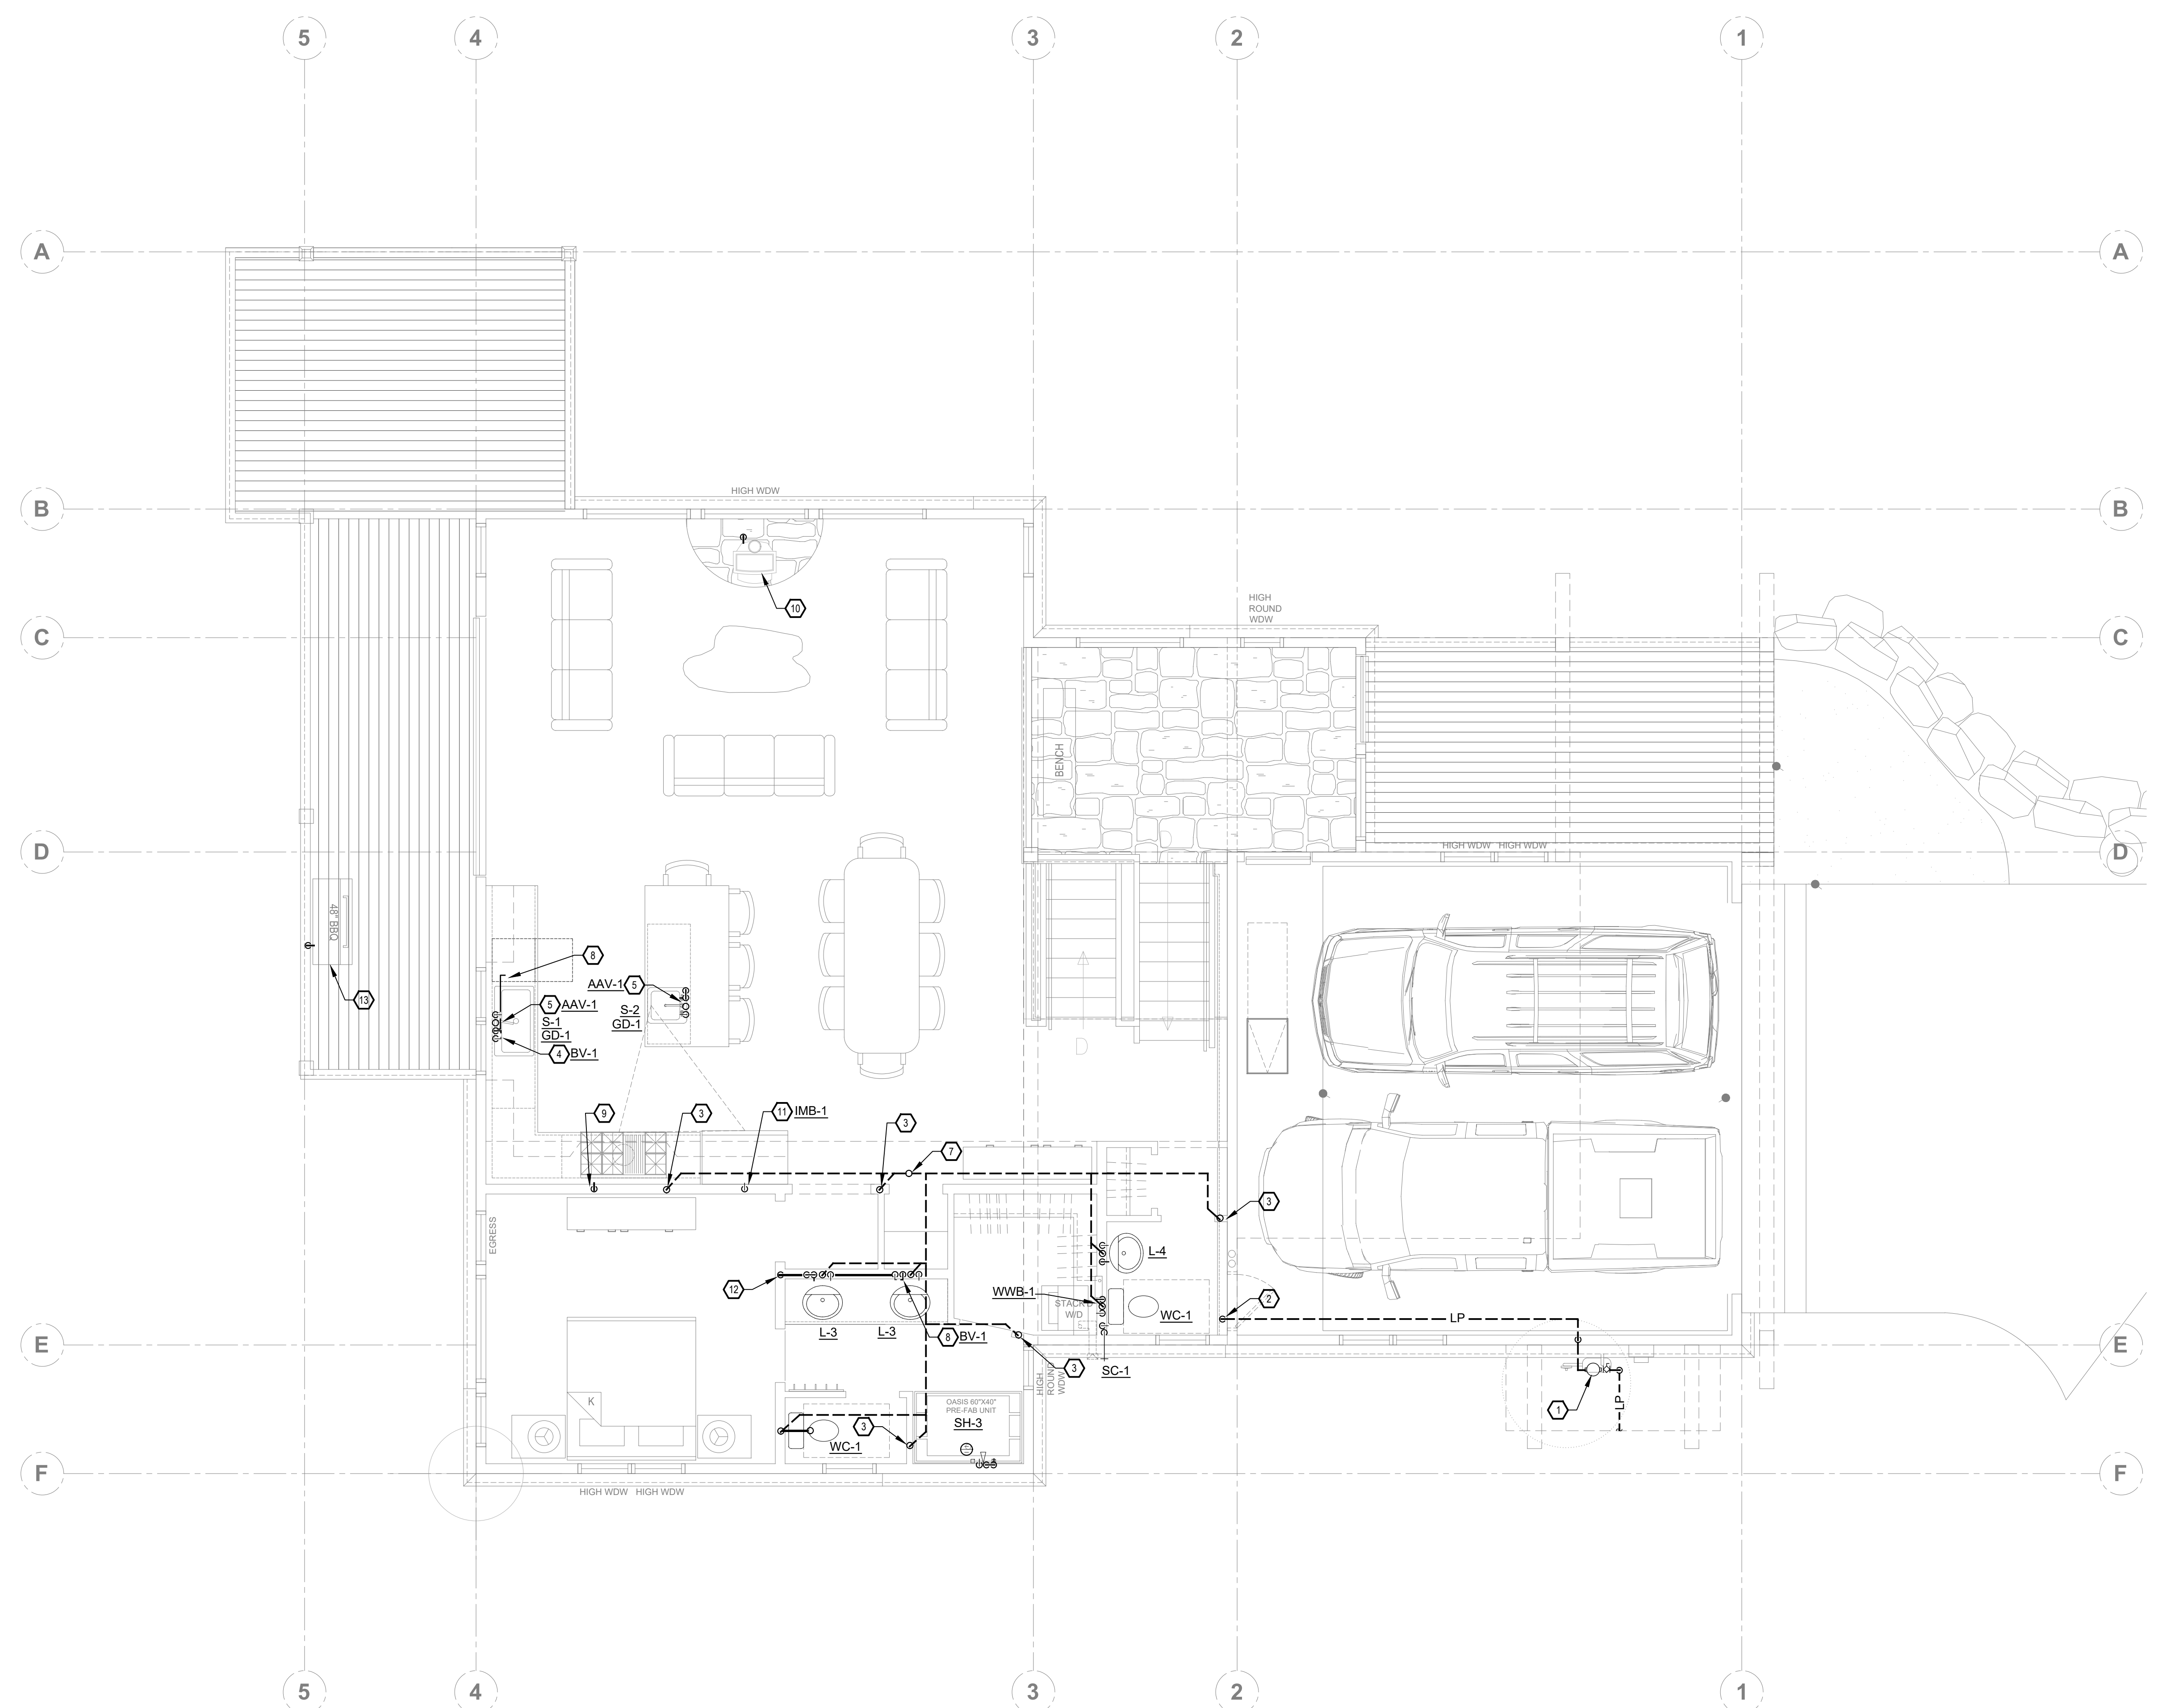 5 4 3 2 1
A A
B B
HIGH WDW
10
HIGH
ROUND
WDW
C C
BENCH
D
D D
HIGH WDW HIGH WDW
48" BBQ
8
AAV-1 5
S-2
GD-1
5 AAV-1
S-1
GD-1
4 BV-1
13
D
9
3
11 IMB-1
3
7
3
EGRESS
L-4
12
WWB-1
STACK'D
W/D
WC-1
2
LP
L-3
L-3
8 BV-1
E E
3
SC-1
HIGH
ROUND
WDW
K
OASIS 60"X40"
PRE-FAB UNIT
SH-3
3
WC-1
1
LP
F F
HIGH WDW HIGH WDW
5 4 3 2 1